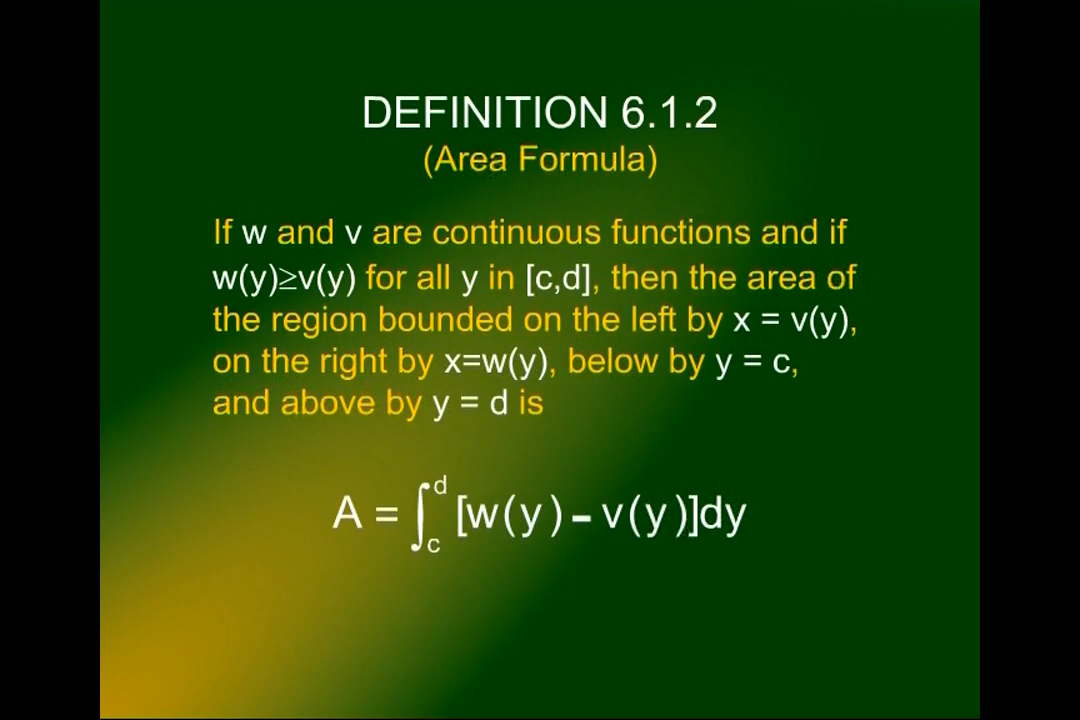 DEFINITION 6.1.2
(Area Formula)
If w and v are continuous functions and if
w(y)≥v(y) for all y in [c,d], then the area of
the region bounded on the left by x = v(y),
on the right by x=w(y), below by y = c,
and above by y = d is
A = ∫_c^d [w(y) - v(y)]dy